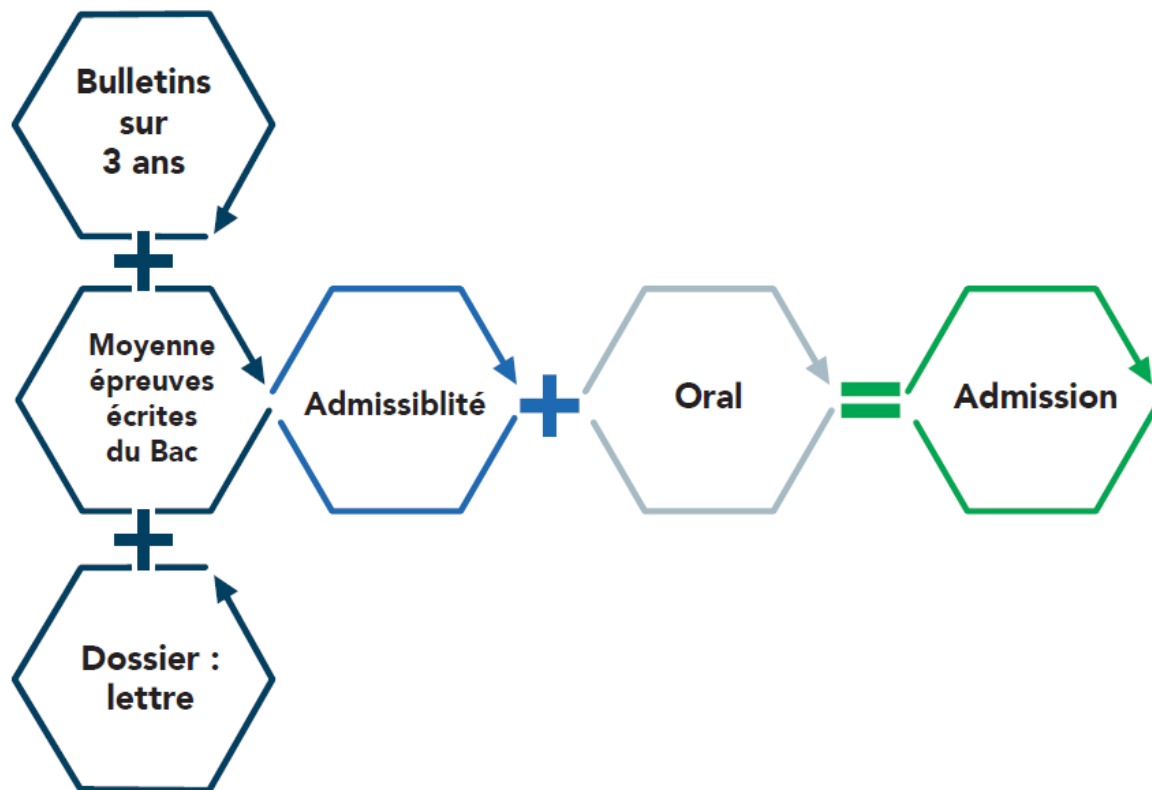 Bulletins
sur
3 ans
+
Moyenne
épreuves
écrites
du Bac
Admissiblité
+
Oral
=
Admission
+
Dossier :
lettre